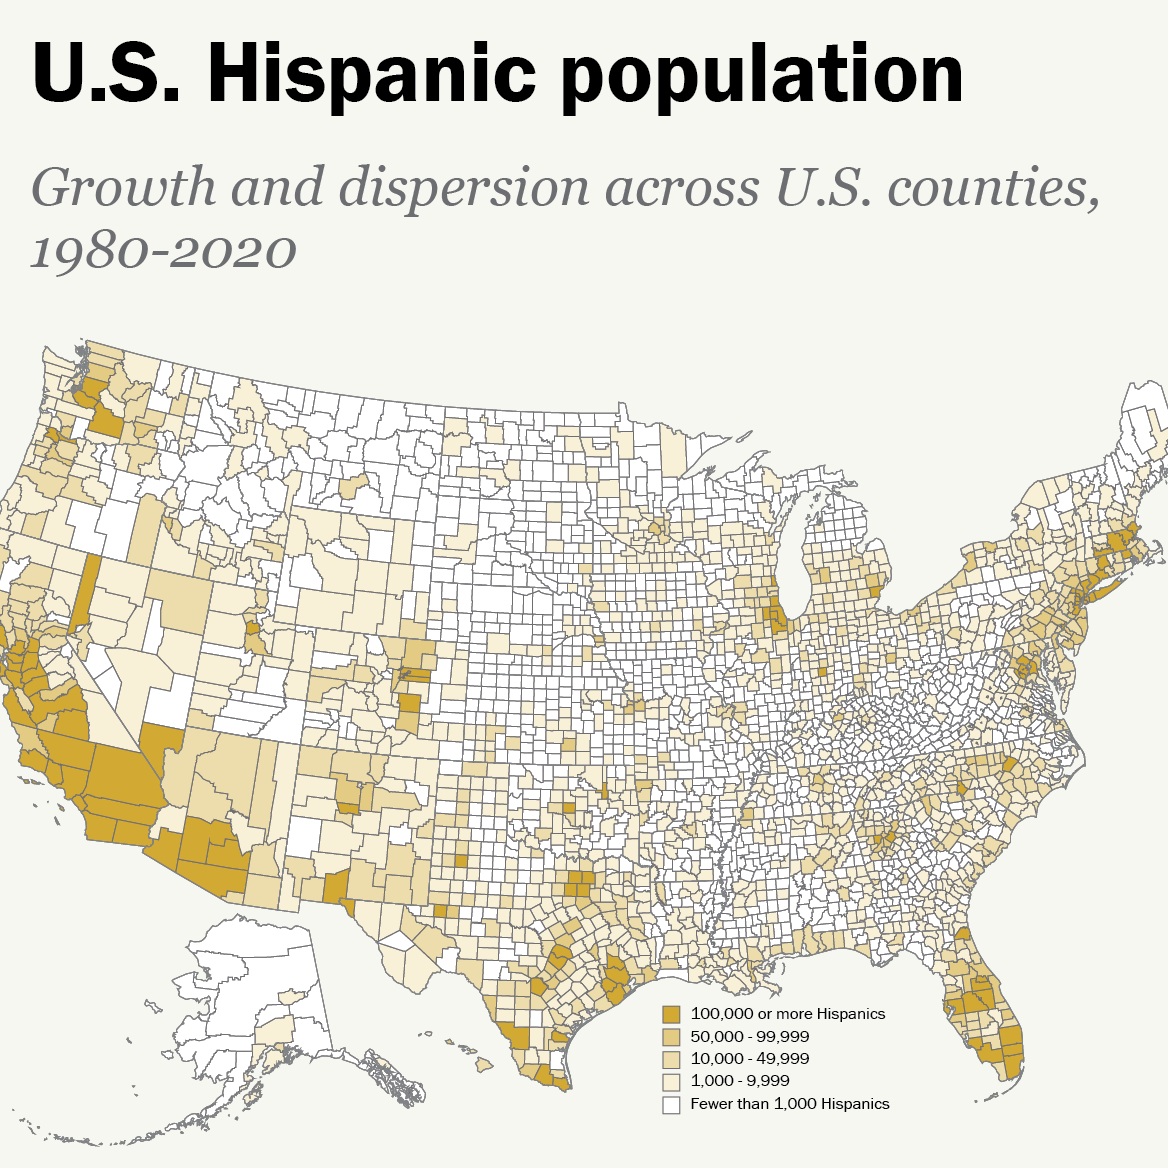 U.S. Hispanic population
Growth and dispersion across U.S. counties,
1980-2020
100,000 or more Hispanics
50,000 - 99,999
10,000 - 49,999
1,000 - 9,999
Fewer than 1,000 Hispanics